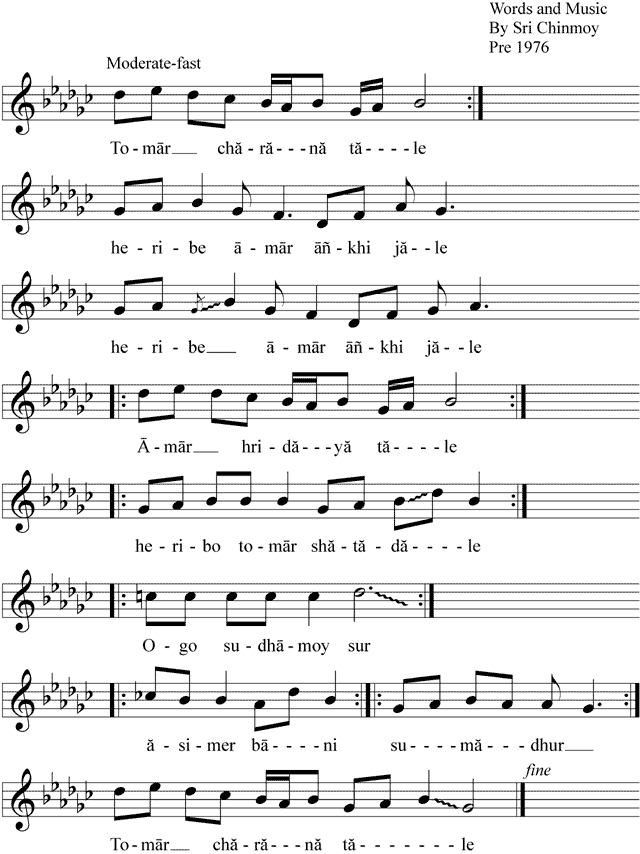 Words and Music
By Sri Chinmoy
Pre 1976
Moderate-fast
To-mār__ chă-ră---nă tă----le
he-ri-be ā-mār āñ-khi jă-le
he-ri-be__ ā-mār āñ-khi jă-le
Ā-mār__ hri-dă---yă tă----le
he-ri-bo to-mār shă-tă-dă----le
O-go su-dhā-moy sur
ă-si-mer bā----ni su----mă-dhur__
fine
To-mār__ chă-ră---nă tă-------le